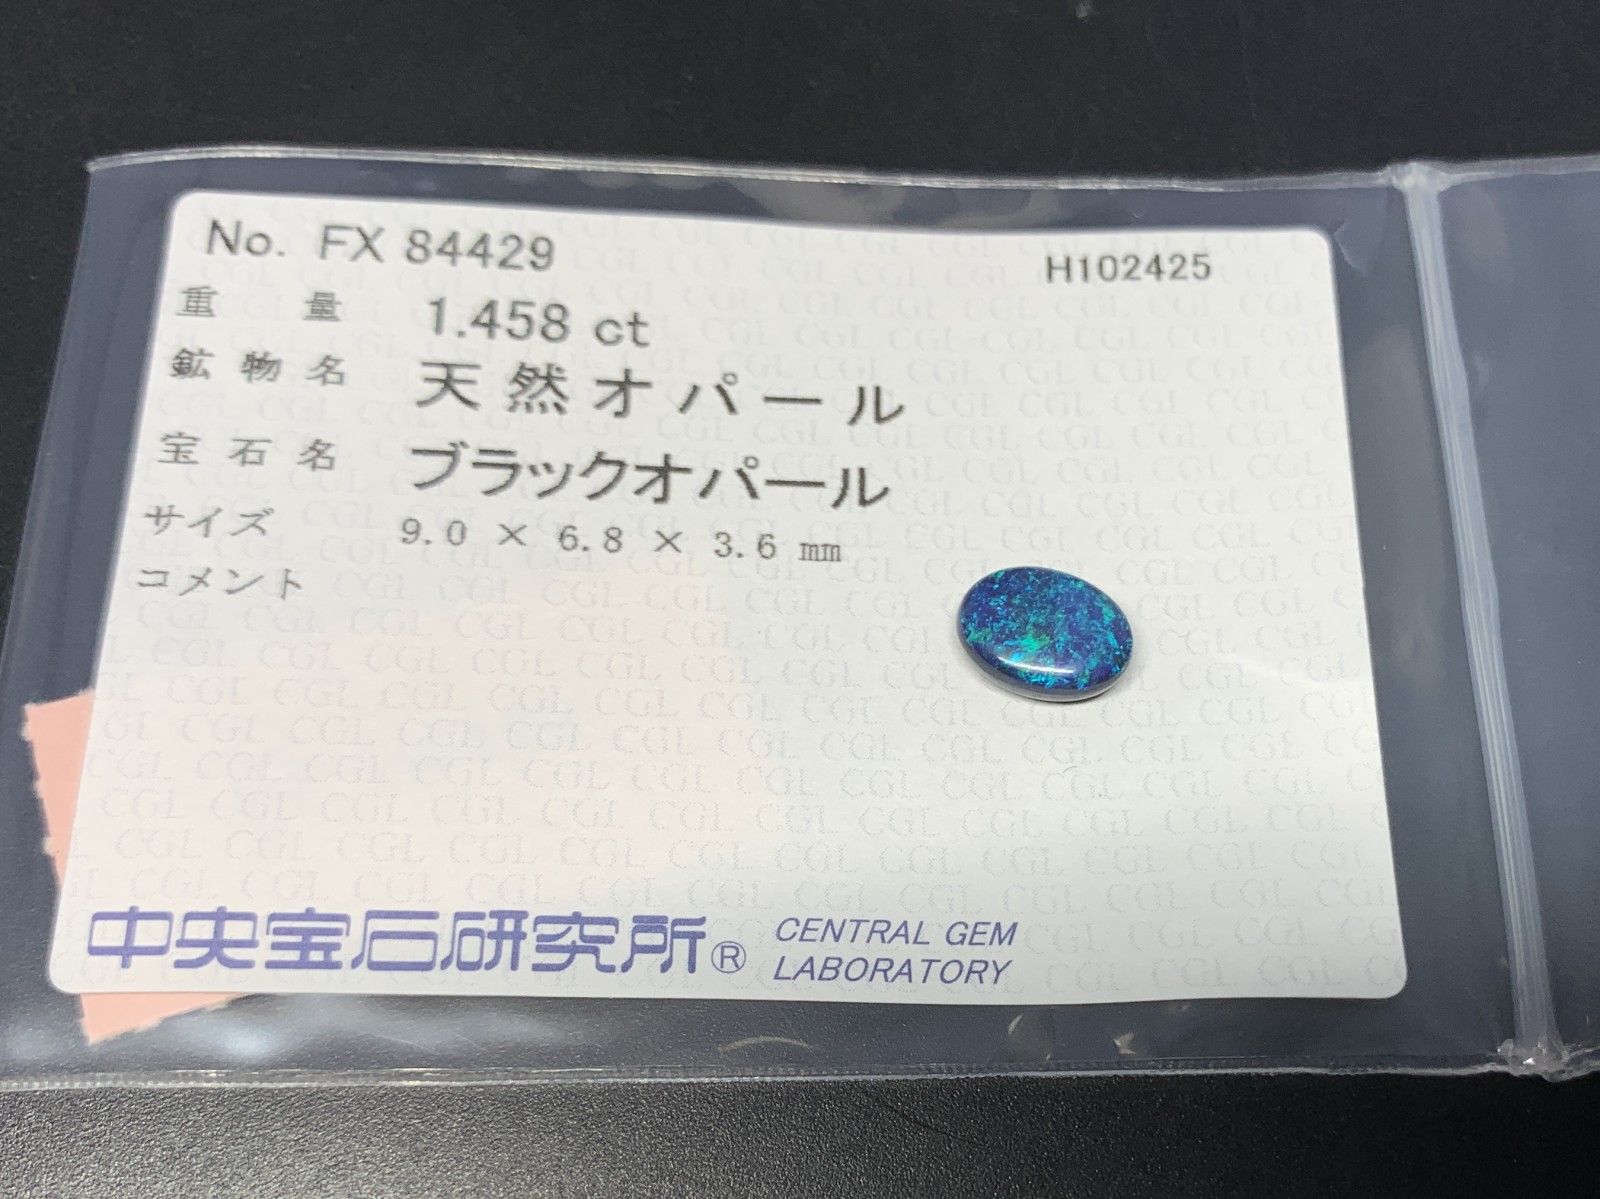 No. FX 84429 H102425
重量 1.458 ct
鉱物名 天然オパール
宝石名 ブラックオパール
サイズ 9.0 × 6.8 × 3.6 mm
コメント
中央宝石研究所® CENTRAL GEM
LABORATORY